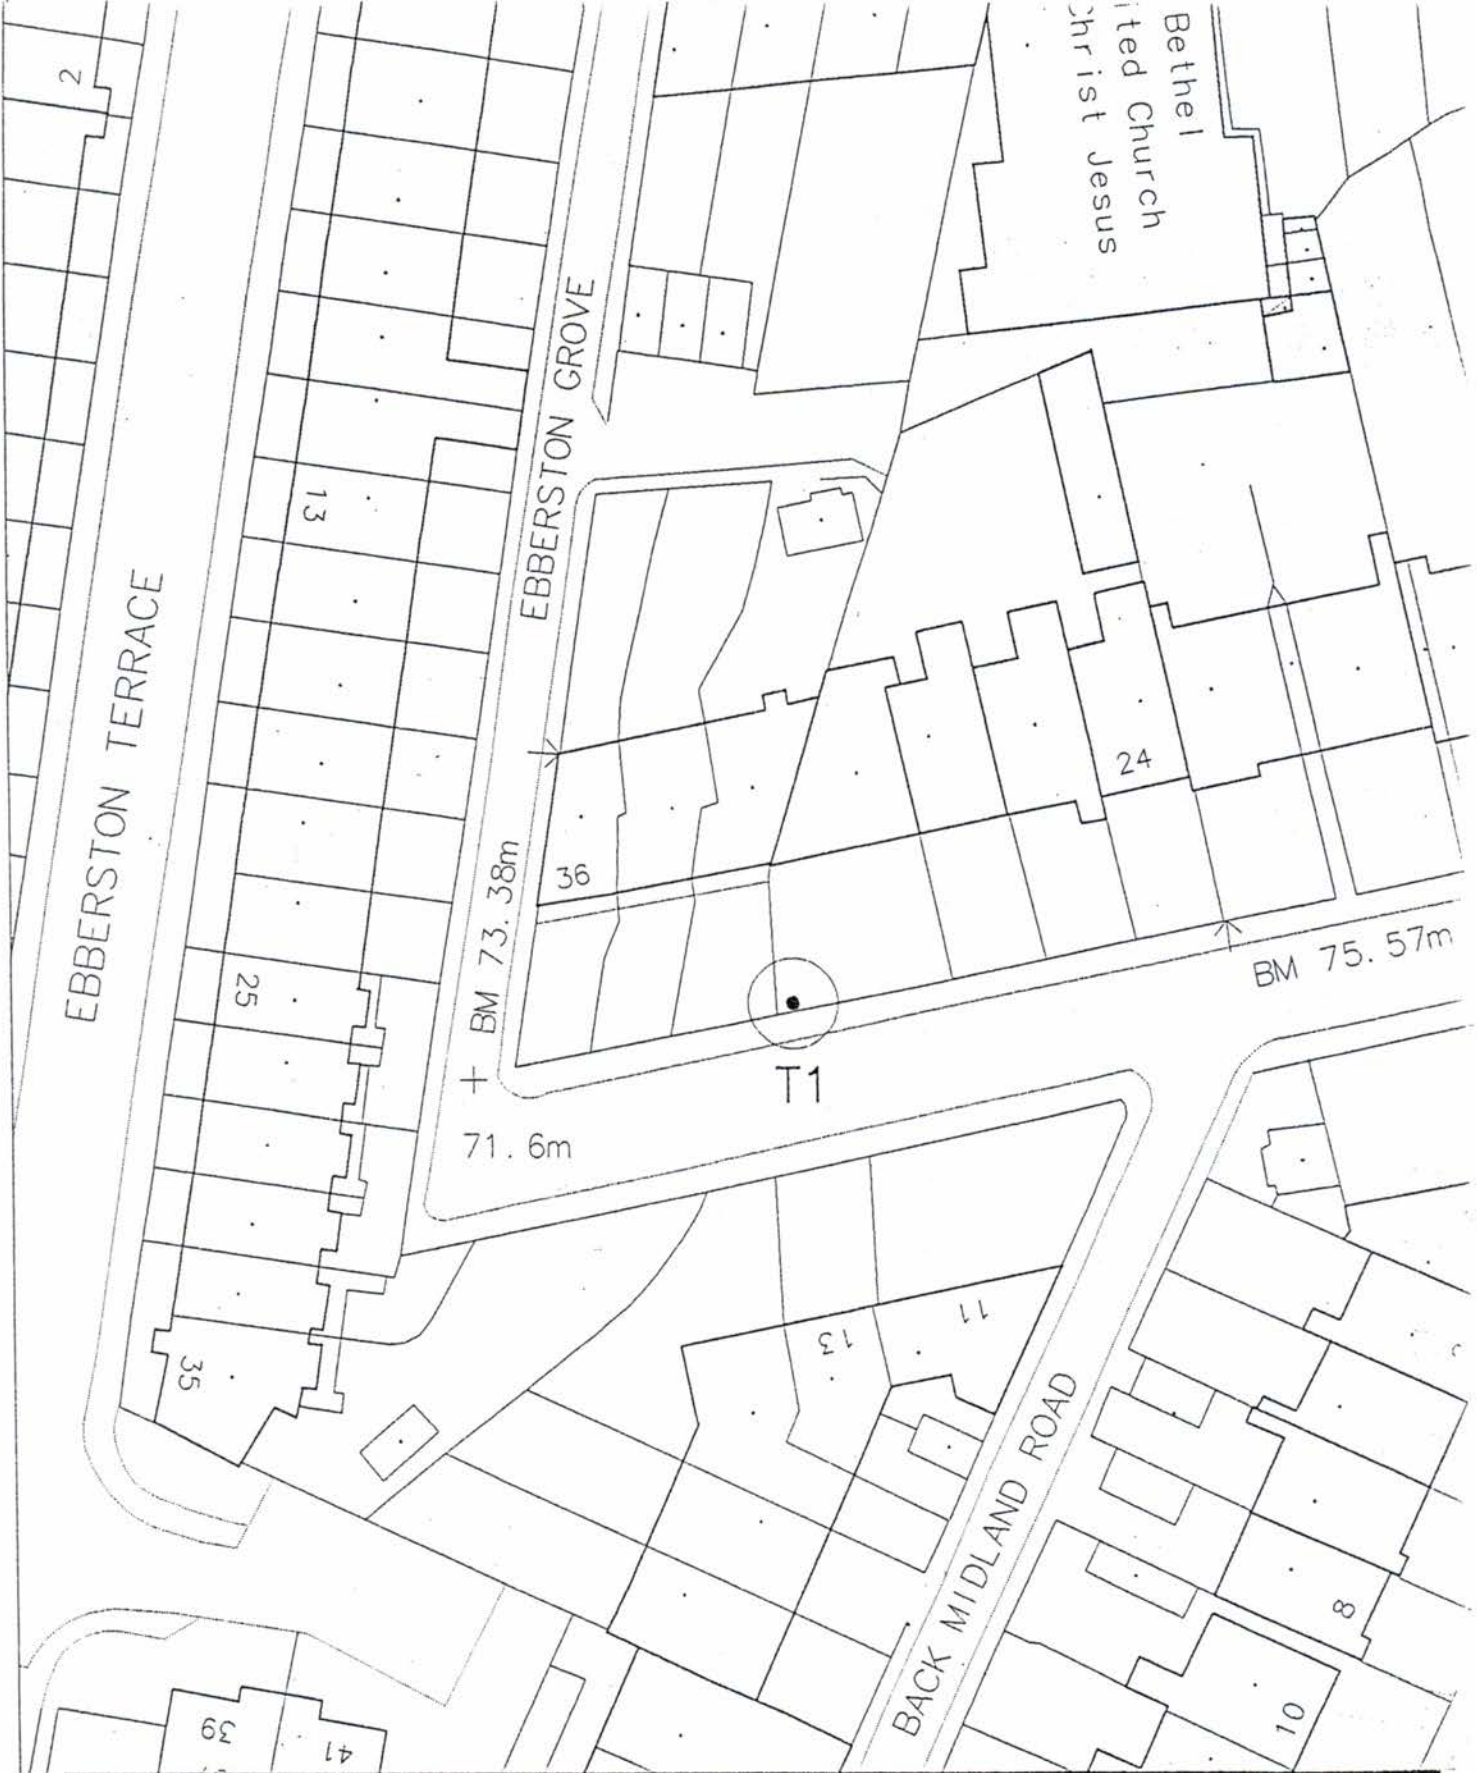 Bethel
ited Church
Christ Jesus
2
EBBERSTON GROVE
13
EBBERSTON TERRACE
24
36
BM 73.38m
25
BM 75.57m
T1
71.6m
11
13
35
BACK MIDLAND ROAD
8
10
39
41